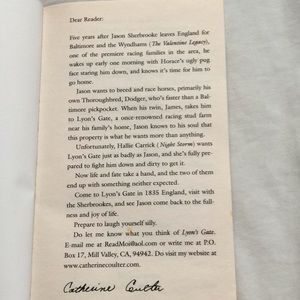 Dear Reader:
Five years after Jason Sherbrooke leaves England for
Baltimore and the Wyndhams (The Valentine Legacy),
one of the premiere racing families in the area, he
wakes up early one morning with Horace's ugly pug
face staring him down, and knows it's time for him to
go home.
Jason wants to breed and race horses, primarily his
own Thoroughbred, Dodger, who's faster than a Bal-
timore pickpocket. When his twin, James, takes him
to Lyon's Gate, a once-renowned racing stud farm
near his family's home, Jason knows to his soul that
this property is what he wants more than anything.
Unfortunately, Hallie Carrick (Night Storm) wants
Lyon's Gate just as badly as Jason, and she's fully pre-
pared to fight him down and dirty to get it.
Now life and fate take a hand, and the two of them
end up with something neither expected.
Come to Lyon's Gate in 1835 England, visit with
the Sherbrookes, and see Jason come back to the full-
ness and joy of life.
Prepare to laugh yourself silly.
Do let me know what you think of Lyon's Gate.
E-mail me at ReadMoi@aol.com or write me at P.O.
Box 17, Mill Valley, CA, 94942. Do visit my website at
www.catherinecoulter.com.
Catherine Coulter